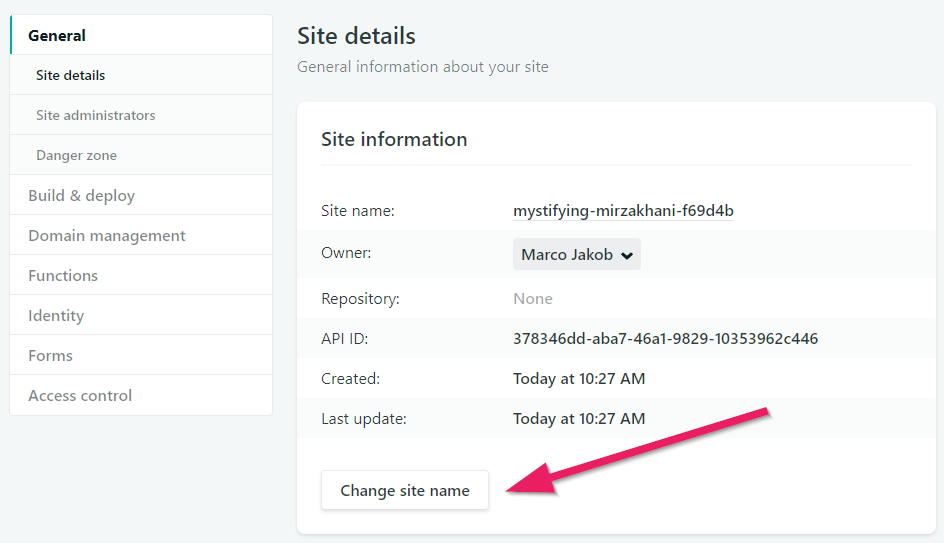 General
Site details
Site administrators
Danger zone
Build & deploy
Domain management
Functions
Identity
Forms
Access control
Site details
General information about your site
Site information
Site name: mystifying-mirzakhani-f69d4b
Owner: Marco Jakob
Repository: None
API ID: 378346dd-aba7-46a1-9829-10353962c446
Created: Today at 10:27 AM
Last update: Today at 10:27 AM
Change site name